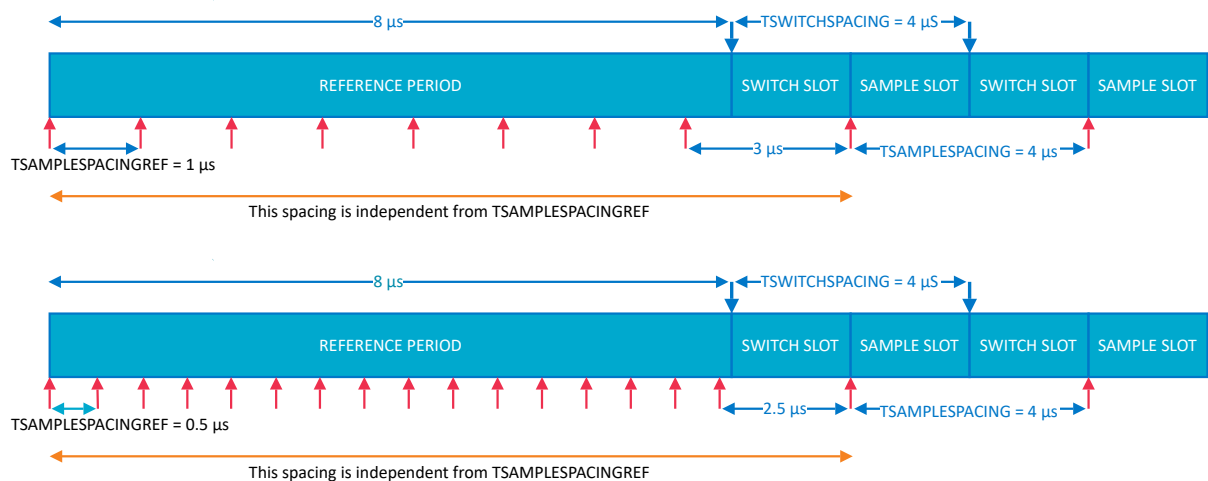 8 µs
TSWITCHSPACING = 4 µS
REFERENCE PERIOD
SWITCH SLOT
SAMPLE SLOT
SWITCH SLOT
SAMPLE SLOT
TSAMPLESPACINGREF = 1 µs
3 µs
TSAMPLESPACING = 4 µs
This spacing is independent from TSAMPLESPACINGREF
8 µs
TSWITCHSPACING = 4 µS
REFERENCE PERIOD
SWITCH SLOT
SAMPLE SLOT
SWITCH SLOT
SAMPLE SLOT
TSAMPLESPACINGREF = 0.5 µs
2.5 µs
TSAMPLESPACING = 4 µs
This spacing is independent from TSAMPLESPACINGREF